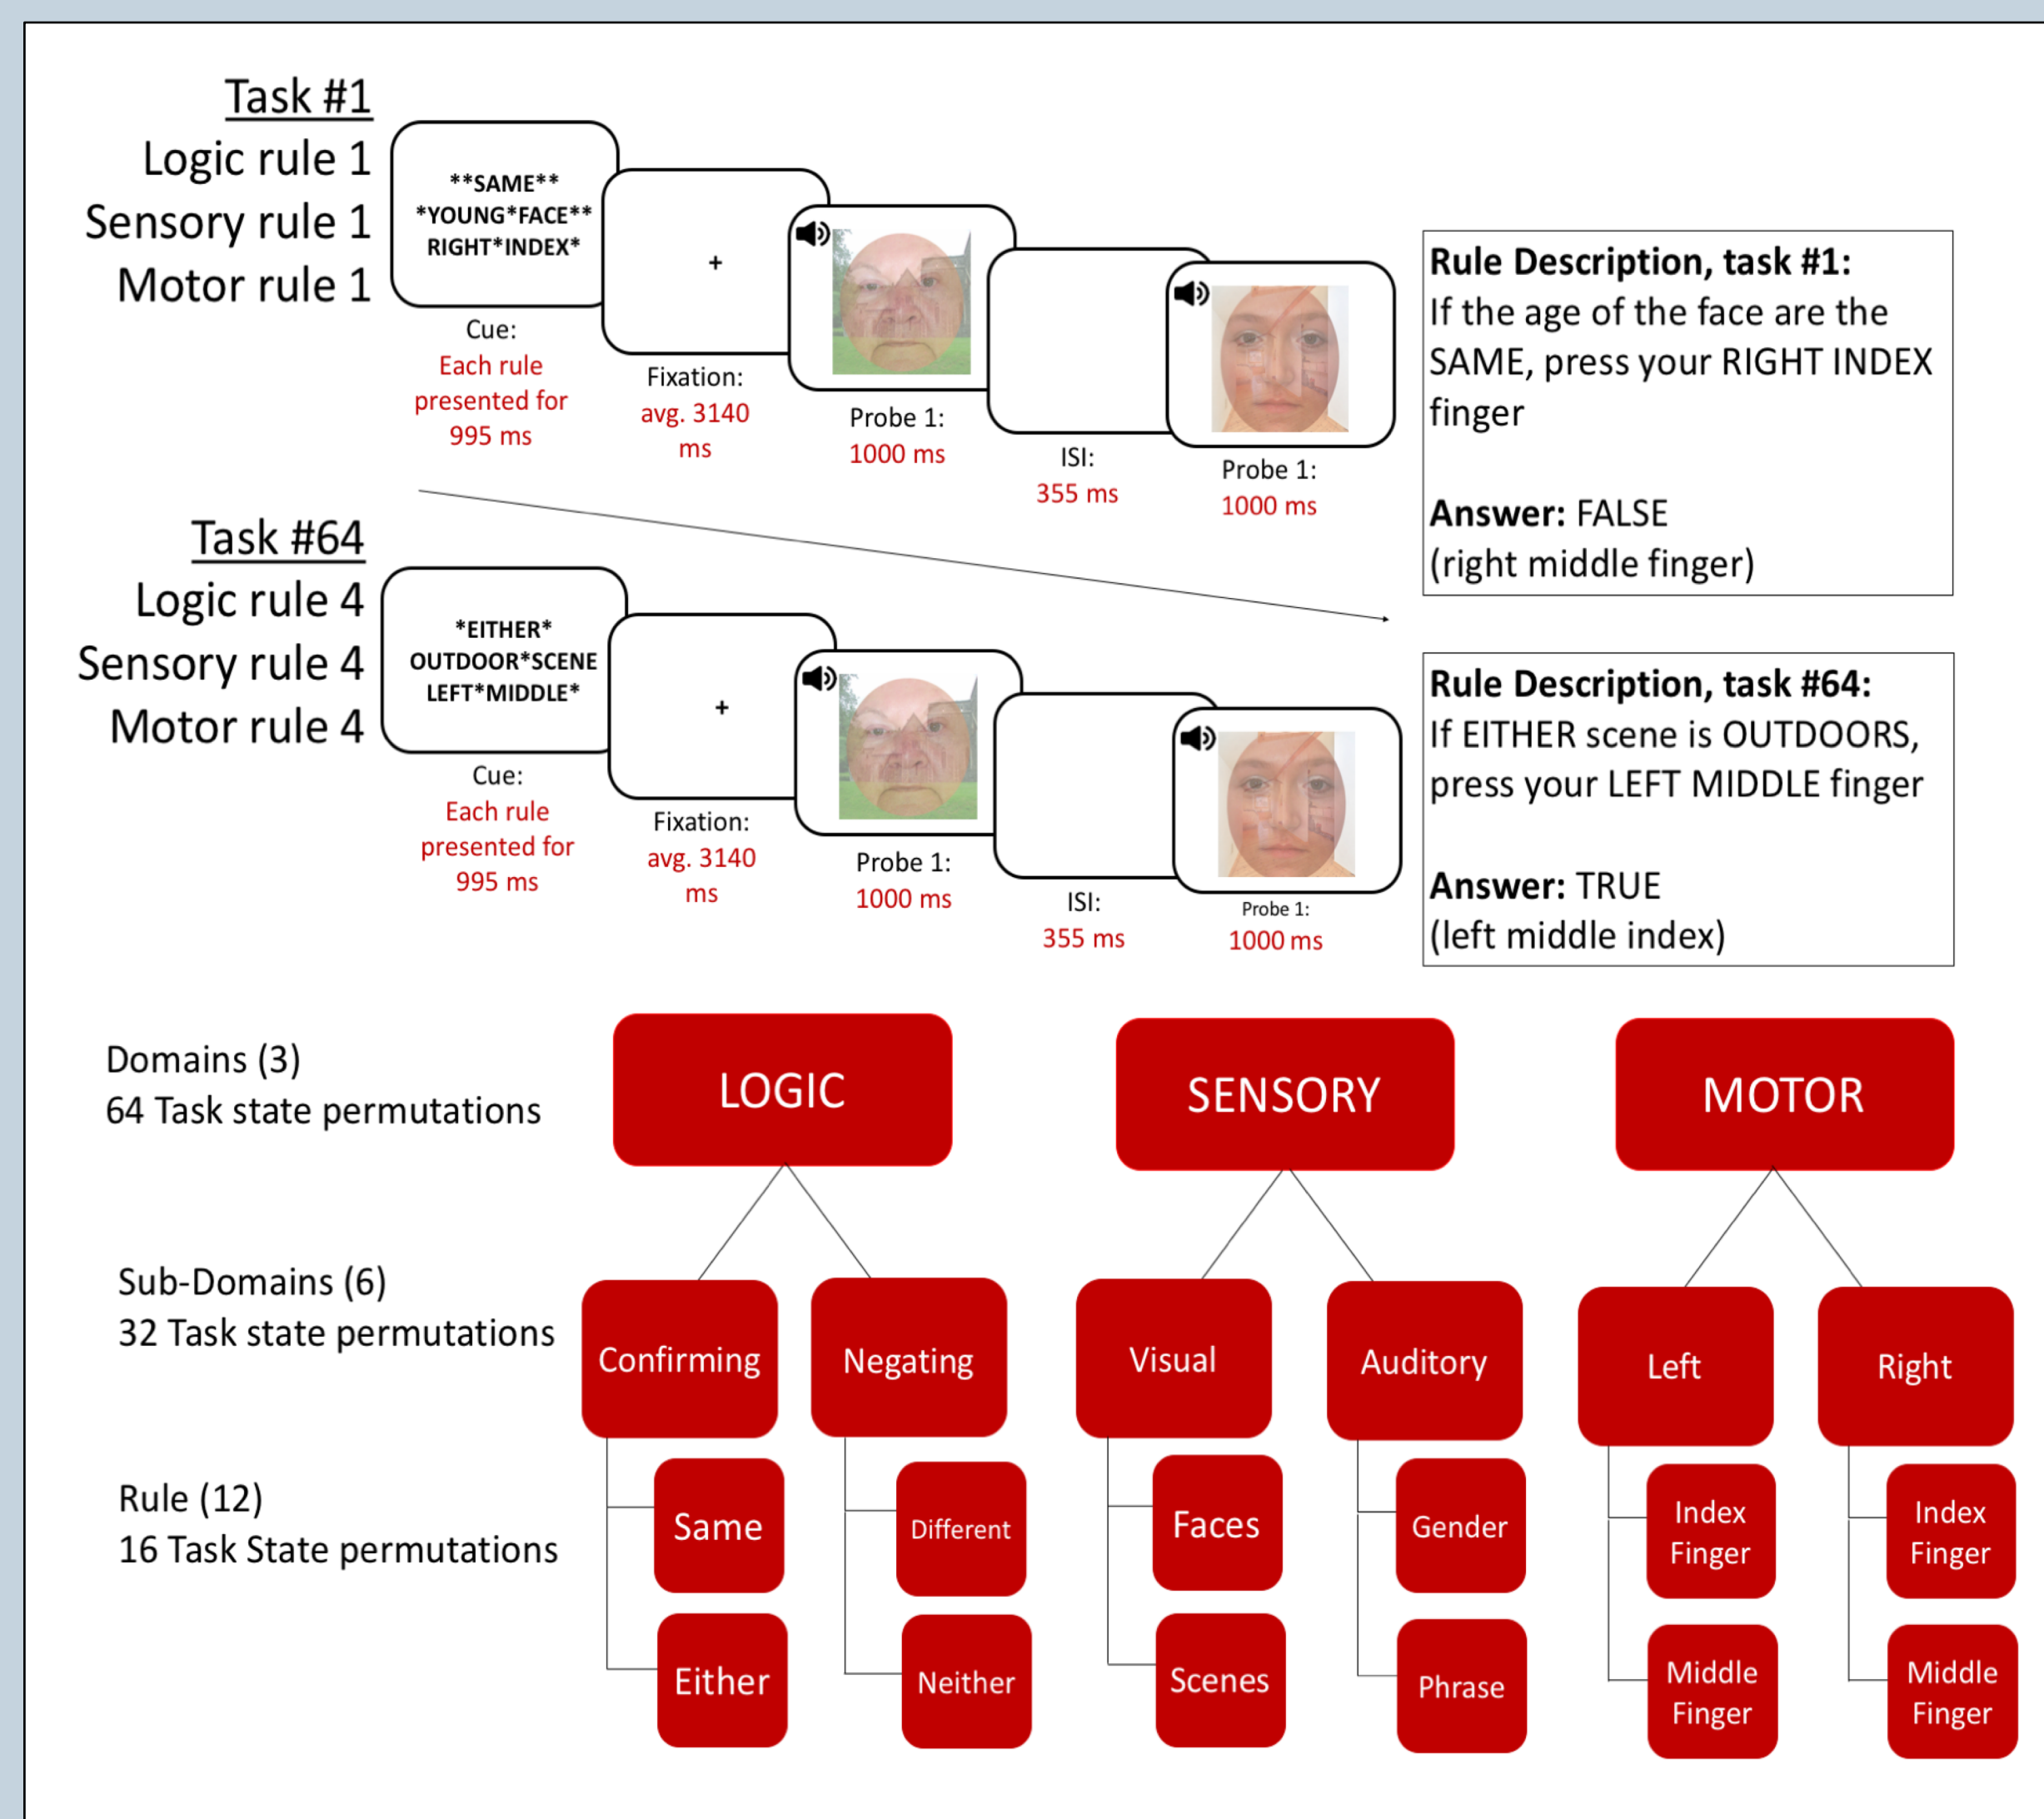 Task #1
Logic rule 1
Sensory rule 1
Motor rule 1
**SAME**
*YOUNG*FACE**
RIGHT*INDEX*
Cue:
Each rule
presented for
995 ms
+
Fixation:
avg. 3140
ms
Probe 1:
1000 ms
ISI:
355 ms
Probe 1:
1000 ms
Rule Description, task #1:
If the age of the face are the
SAME, press your RIGHT INDEX
finger
Answer: FALSE
(right middle finger)
Task #64
Logic rule 4
Sensory rule 4
Motor rule 4
*EITHER*
OUTDOOR*SCENE
LEFT*MIDDLE*
Cue:
Each rule
presented for
995 ms
+
Fixation:
avg. 3140
ms
Probe 1:
1000 ms
ISI:
355 ms
Probe 1:
1000 ms
Rule Description, task #64:
If EITHER scene is OUTDOORS,
press your LEFT MIDDLE finger
Answer: TRUE
(left middle index)
Domains (3)
64 Task state permutations
LOGIC
SENSORY
MOTOR
Sub-Domains (6)
32 Task state permutations
Confirming
Negating
Visual
Auditory
Left
Right
Rule (12)
16 Task State permutations
Same
Different
Faces
Gender
Index
Finger
Index
Finger
Either
Neither
Scenes
Phrase
Middle
Finger
Middle
Finger